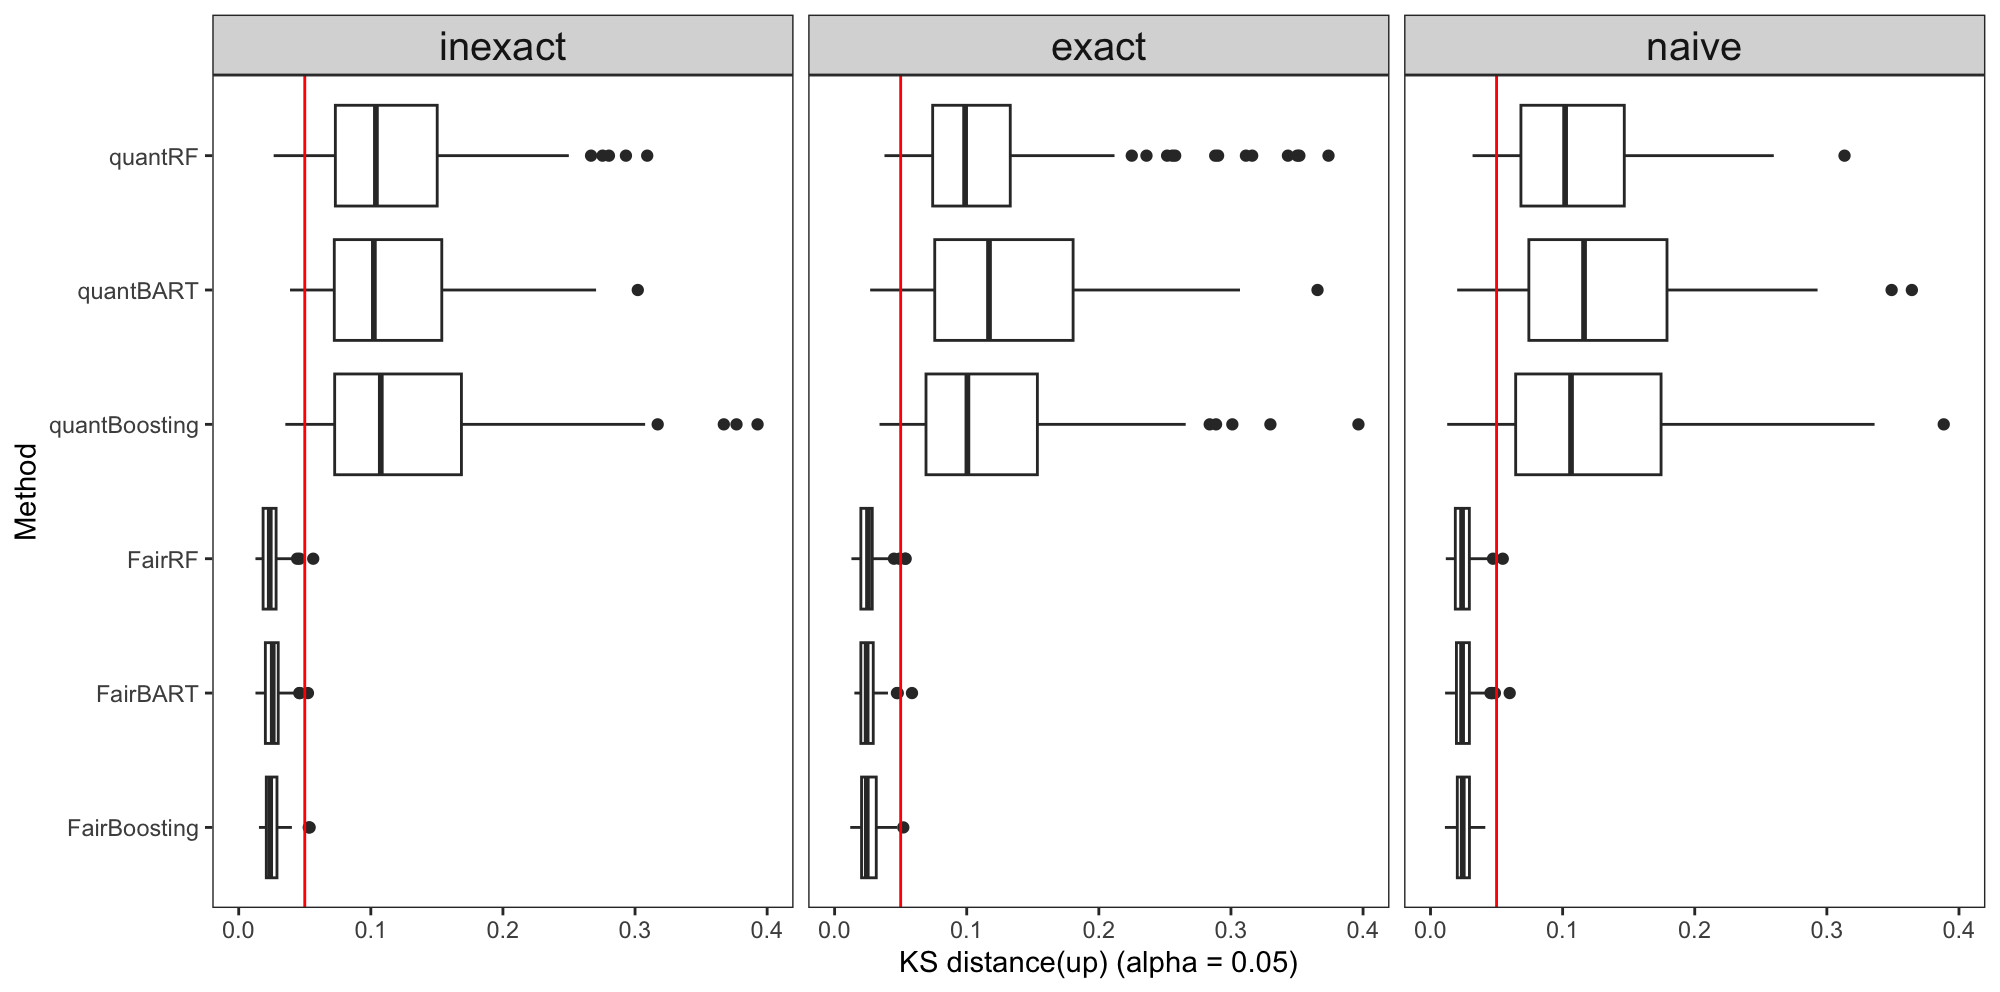 inexact exact naive
quantRF
quantBART
quantBoosting
FairRF
FairBART
FairBoosting
Method
0.0 0.1 0.2 0.3 0.4 0.0 0.1 0.2 0.3 0.4 0.0 0.1 0.2 0.3 0.4
KS distance(up) (alpha = 0.05)